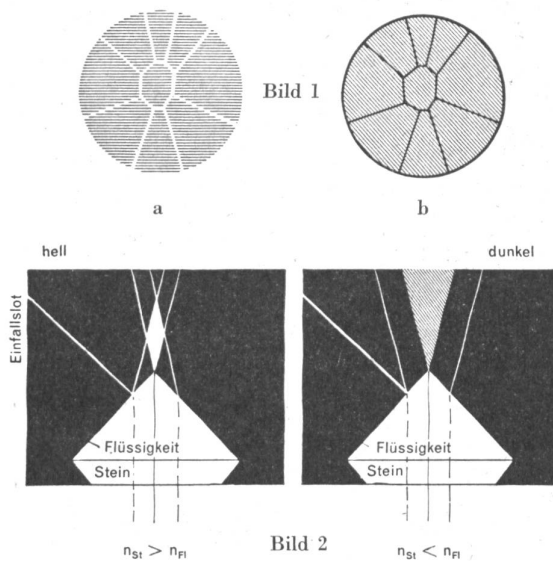 Bild 1
a
b
hell
dunkel
Einfallslot
Flüssigkeit
Stein
Flüssigkeit
Stein
n_St > n_Fl
Bild 2
n_St < n_Fl